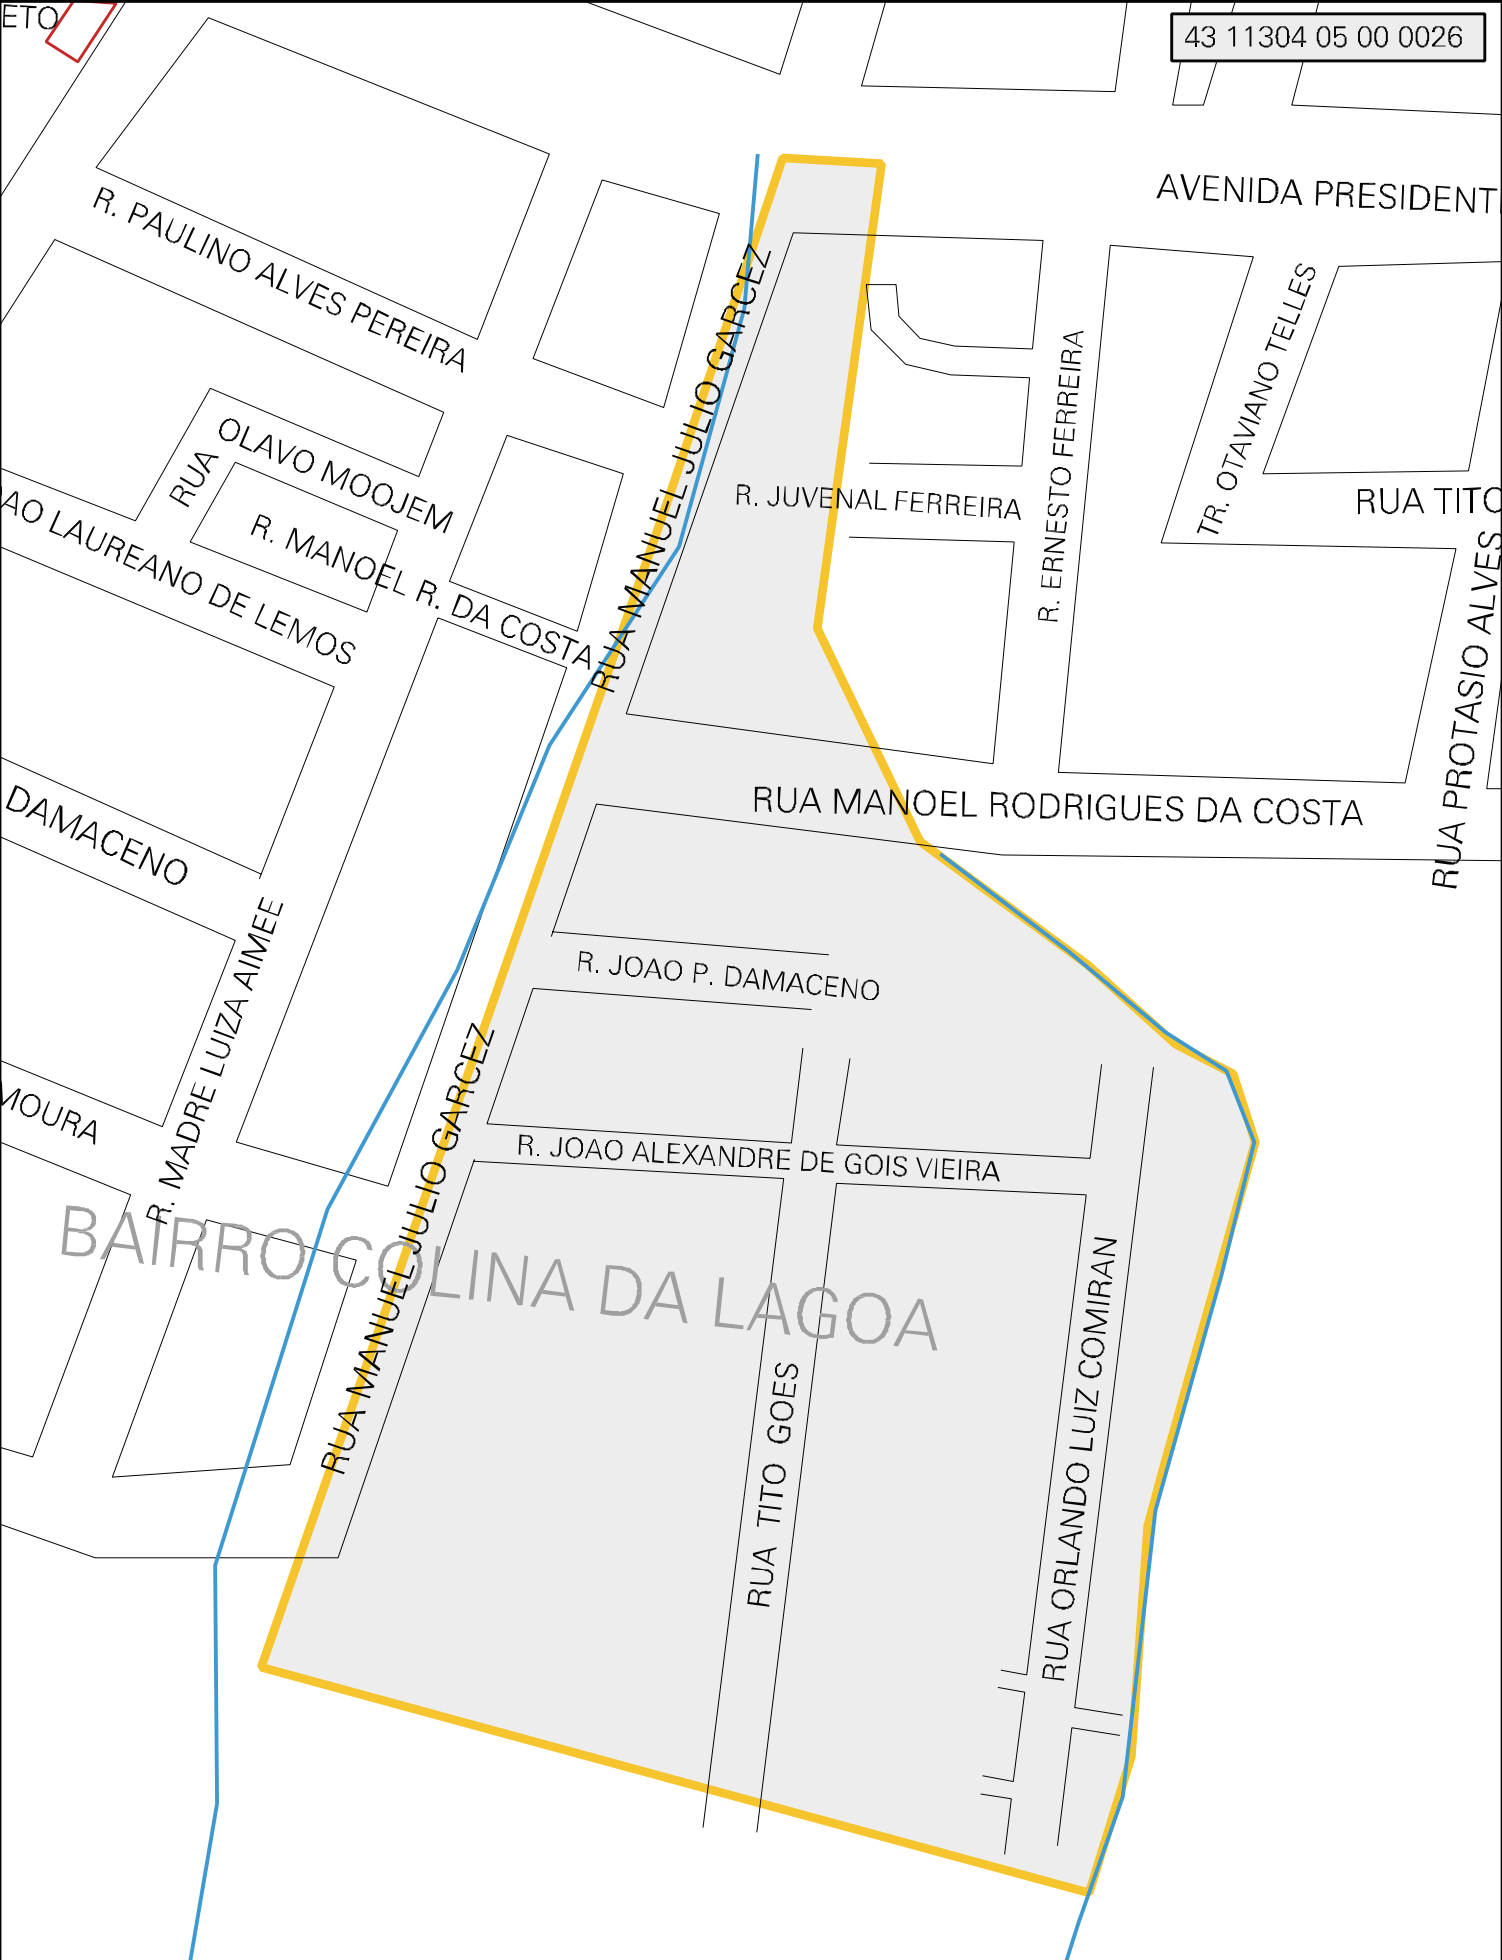 ETO
43 11304 05 00 0026
AVENIDA PRESIDENT
R. PAULINO ALVES PEREIRA
RUA MANUEL JULIO GARCEZ
TR. OTAVIANO TELLES
R. ERNESTO FERREIRA
OLAVO MOOJEM
RUA
R. JUVENAL FERREIRA
RUA TITO
R. MANOEL R. DA COSTA
AO LAUREANO DE LEMOS
RUA PROTASIO ALVES
RUA MANOEL RODRIGUES DA COSTA
DAMACENO
R. MADRE LUIZA AIMEE
R. JOAO P. DAMACENO
RUA MANUEL JULIO GARCEZ
MOURA
R. JOAO ALEXANDRE DE GOIS VIEIRA
BAIRRO COLINA DA LAGOA
RUA ORLANDO LUIZ COMIRAN
RUA TITO GOES